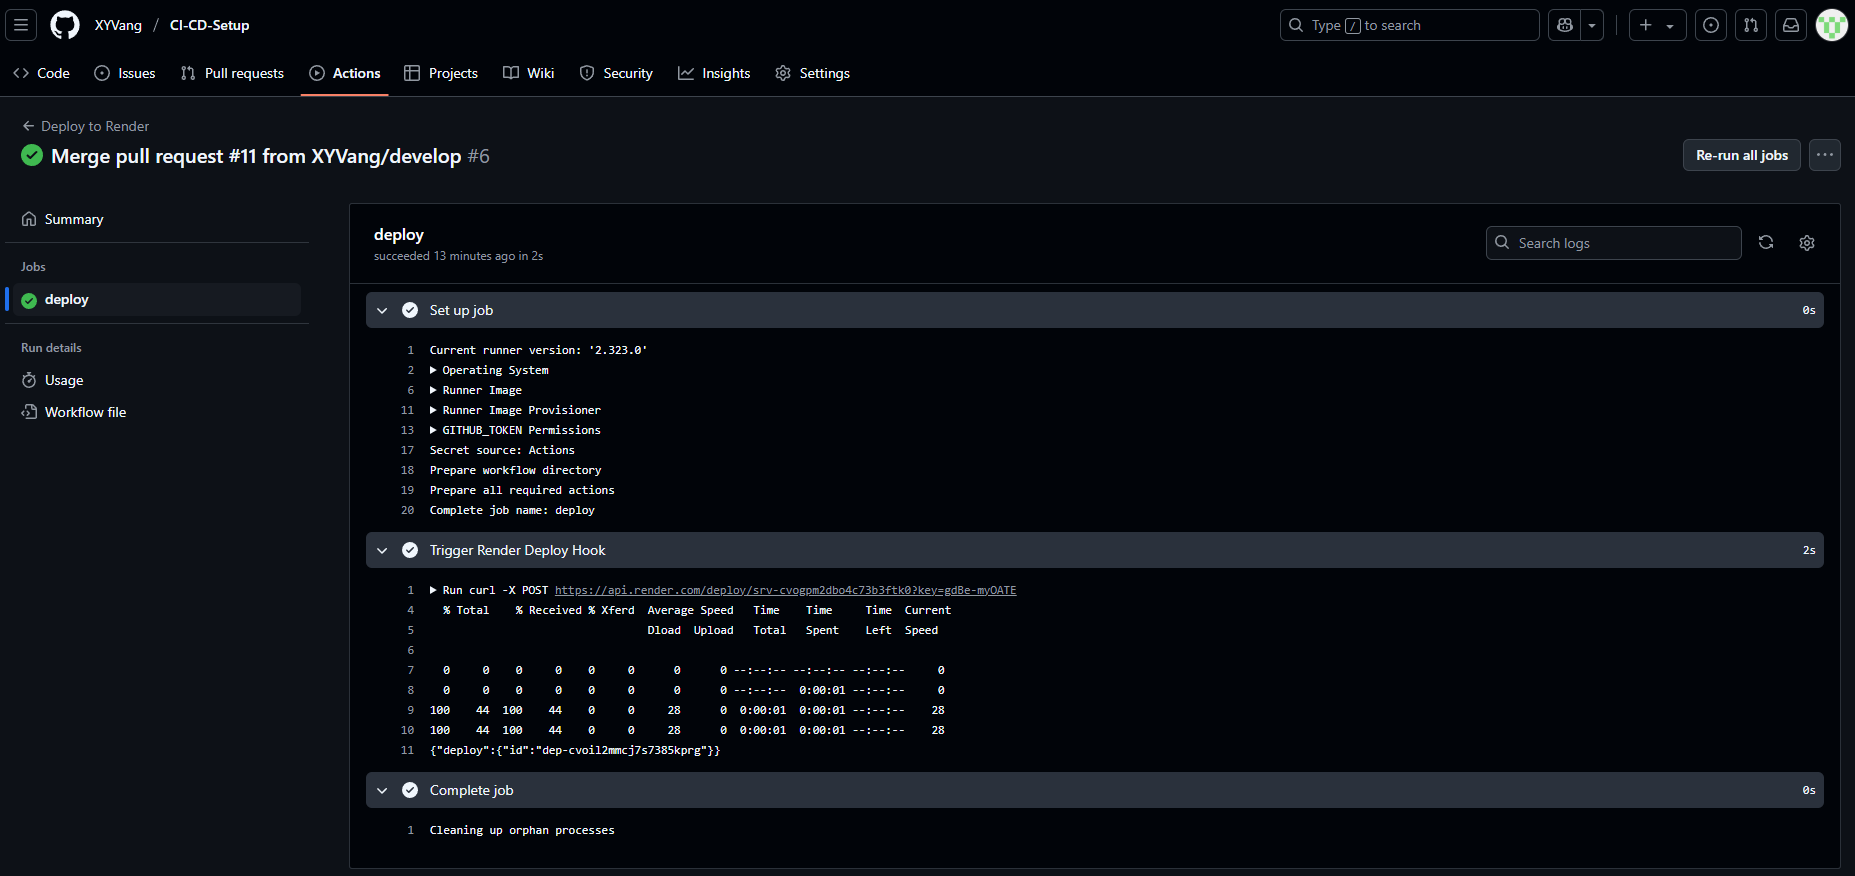 XYVang / CI-CD-Setup
Type / to search
Code Issues Pull requests Actions Projects Wiki Security Insights Settings
Deploy to Render
Merge pull request #11 from XYVang/develop #6
Re-run all jobs
Summary
Jobs
deploy
Run details
Usage
Workflow file
deploy
succeeded 13 minutes ago in 2s
Search logs
Set up job 0s
1 Current runner version: '2.323.0'
2 Operating System
6 Runner Image
11 Runner Image Provisioner
13 GITHUB_TOKEN Permissions
17 Secret source: Actions
18 Prepare workflow directory
19 Prepare all required actions
20 Complete job name: deploy
Trigger Render Deploy Hook 2s
1 Run curl -X POST https://api.render.com/deploy/srv-cvogpm2dbo4c73b3ftk0?key=gdBe-myOATE
4 % Total % Received % Xferd Average Speed Time Time Time Current
5 Dload Upload Total Spent Left Speed
6
7 0 0 0 0 0 0 0 0 --:--:-- --:--:-- --:--:-- 0
8 0 0 0 0 0 0 0 0 --:--:-- 0:00:01 --:--:-- 0
9 100 44 100 44 0 0 28 0 0:00:01 0:00:01 --:--:-- 28
10 100 44 100 44 0 0 28 0 0:00:01 0:00:01 --:--:-- 28
11 {"deploy":{"id":"dep-cvoil2mmcj7s7385kprg"}}
Complete job 0s
1 Cleaning up orphan processes